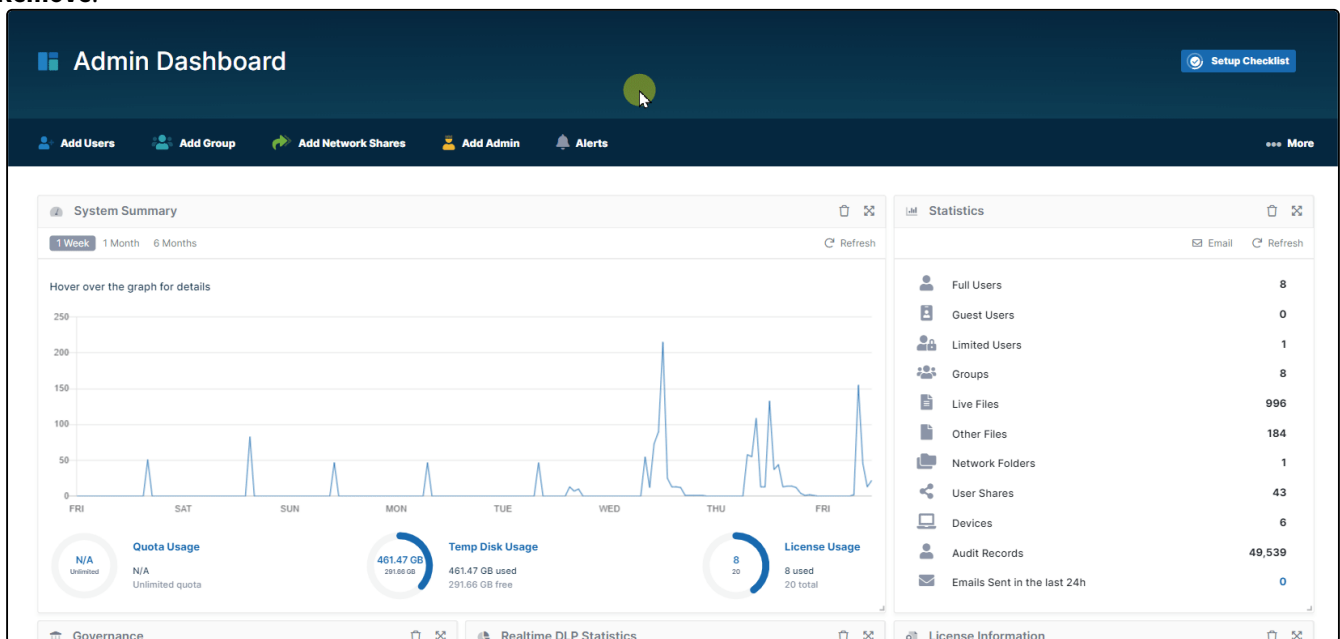 Remove.
Admin Dashboard
Setup Checklist
Add Users
Add Group
Add Network Shares
Add Admin
Alerts
More
System Summary
1 Week 1 Month 6 Months
Refresh
Hover over the graph for details
250
200
150
100
50
0
FRI SAT SUN MON TUE WED THU FRI
N/A
Unlimited
Quota Usage
N/A
Unlimited quota
461.47 GB
291.66 GB
Temp Disk Usage
461.47 GB used
291.66 GB free
8
20
License Usage
8 used
20 total
Statistics
Email Refresh
Full Users 8
Guest Users 0
Limited Users 1
Groups 8
Live Files 996
Other Files 184
Network Folders 1
User Shares 43
Devices 6
Audit Records 49,539
Emails Sent in the last 24h 0
Governance
Realtime DLP Statistics
License Information